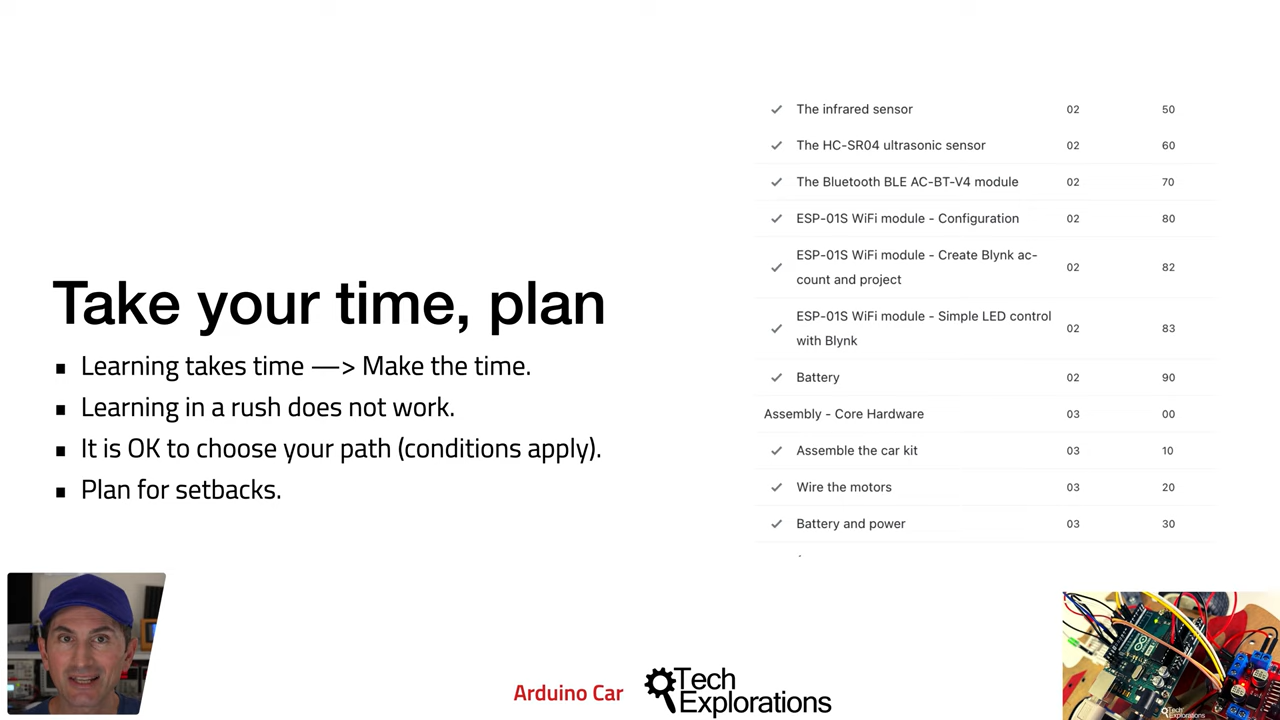 Take your time, plan
▪ Learning takes time —> Make the time.
▪ Learning in a rush does not work.
▪ It is OK to choose your path (conditions apply).
▪ Plan for setbacks.
✓ The infrared sensor 02 50
✓ The HC-SR04 ultrasonic sensor 02 60
✓ The Bluetooth BLE AC-BT-V4 module 02 70
✓ ESP-01S WiFi module - Configuration 02 80
✓ ESP-01S WiFi module - Create Blynk ac-
count and project 02 82
✓ ESP-01S WiFi module - Simple LED control
with Blynk 02 83
✓ Battery 02 90
Assembly - Core Hardware 03 00
✓ Assemble the car kit 03 10
✓ Wire the motors 03 20
✓ Battery and power 03 30
Arduino Car
Tech
Explorations
Tech
Explorations